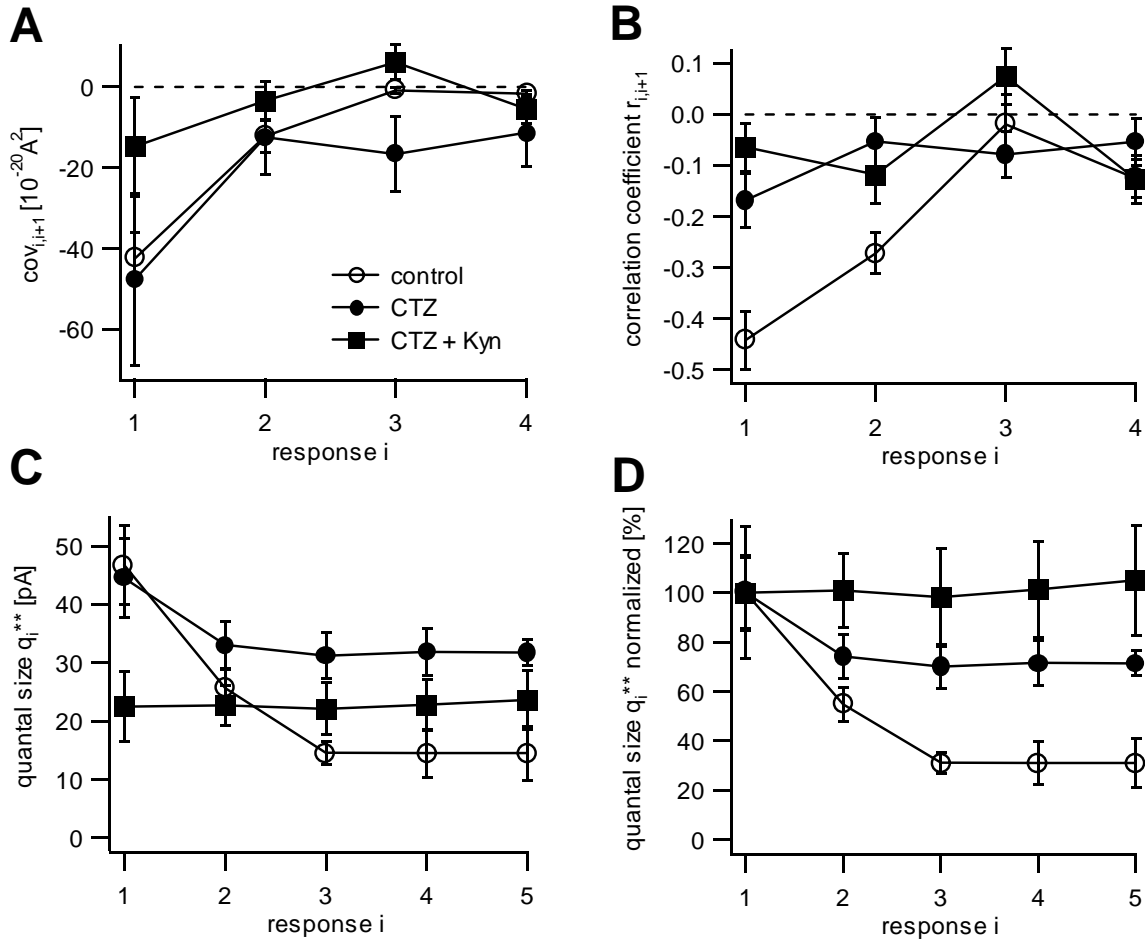 A
0
-20
-40
-60
cov_{i,i+1} [10^{-20}A^2]
control
CTZ
CTZ + Kyn
1 2 3 4
response i
B
0.1
0.0
-0.1
-0.2
-0.3
-0.4
-0.5
correlation coefficient r_{i,i+1}
1 2 3 4
response i
C
50
40
30
20
10
0
quantal size q_i** [pA]
1 2 3 4 5
response i
D
120
100
80
60
40
20
0
quantal size q_i** normalized [%]
1 2 3 4 5
response i